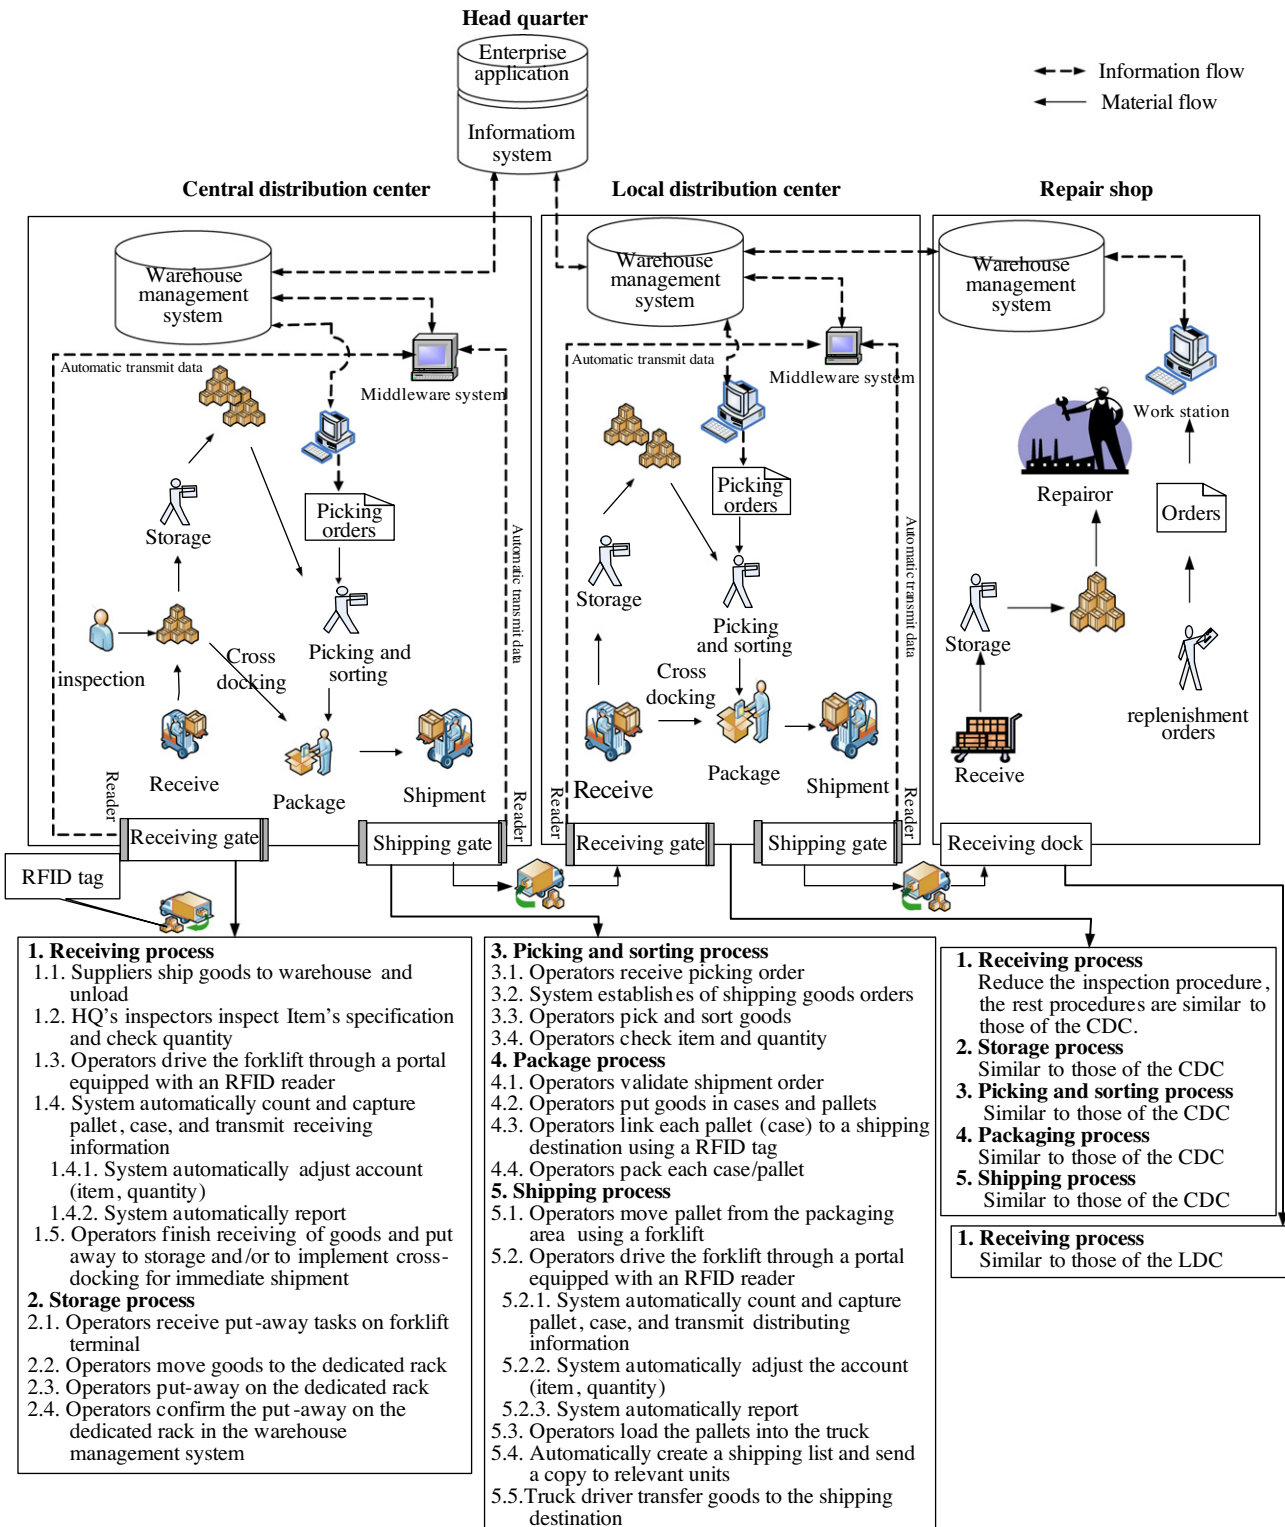 Head quarter
Enterprise
application
Informatiom
system
Information flow
Material flow
Central distribution center
Local distribution center
Repair shop
Warehouse
management
system
Automatic transmit data
Middleware system
Storage
Picking
orders
Automatic transmit data
inspection
Cross
docking
Picking and
sorting
Receive
Package
Shipment
Reader
Reader
Receiving gate
Shipping gate
RFID tag
Warehouse
management
system
Automatic transmit data
Middleware system
Picking
orders
Storage
Automatic transmit data
Picking
and sorting
Cross
docking
Receive
Package
Shipment
Reader
Reader
Receiving gate
Shipping gate
Warehouse
management
system
Work station
Repairor
Orders
Storage
replenishment
orders
Receive
Receiving dock
1. Receiving process
1.1. Suppliers ship goods to warehouse and
unload
1.2. HQ's inspectors inspect Item's specification
and check quantity
1.3. Operators drive the forklift through a portal
equipped with an RFID reader
1.4. System automatically count and capture
pallet, case, and transmit receiving
information
1.4.1. System automatically adjust account
(item, quantity)
1.4.2. System automatically report
1.5. Operators finish receiving of goods and put
away to storage and/or to implement cross-
docking for immediate shipment
2. Storage process
2.1. Operators receive put-away tasks on forklift
terminal
2.2. Operators move goods to the dedicated rack
2.3. Operators put-away on the dedicated rack
2.4. Operators confirm the put-away on the
dedicated rack in the warehouse
management system
3. Picking and sorting process
3.1. Operators receive picking order
3.2. System establishes of shipping goods orders
3.3. Operators pick and sort goods
3.4. Operators check item and quantity
4. Package process
4.1. Operators validate shipment order
4.2. Operators put goods in cases and pallets
4.3. Operators link each pallet (case) to a shipping
destination using a RFID tag
4.4. Operators pack each case/pallet
5. Shipping process
5.1. Operators move pallet from the packaging
area using a forklift
5.2. Operators drive the forklift through a portal
equipped with an RFID reader
5.2.1. System automatically count and capture
pallet, case, and transmit distributing
information
5.2.2. System automatically adjust the account
(item, quantity)
5.2.3. System automatically report
5.3. Operators load the pallets into the truck
5.4. Automatically create a shipping list and send
a copy to relevant units
5.5.Truck driver transfer goods to the shipping
destination
1. Receiving process
Reduce the inspection procedure,
the rest procedures are similar to
those of the CDC.
2. Storage process
Similar to those of the CDC
3. Picking and sorting process
Similar to those of the CDC
4. Packaging process
Similar to those of the CDC
5. Shipping process
Similar to those of the CDC
1. Receiving process
Similar to those of the LDC